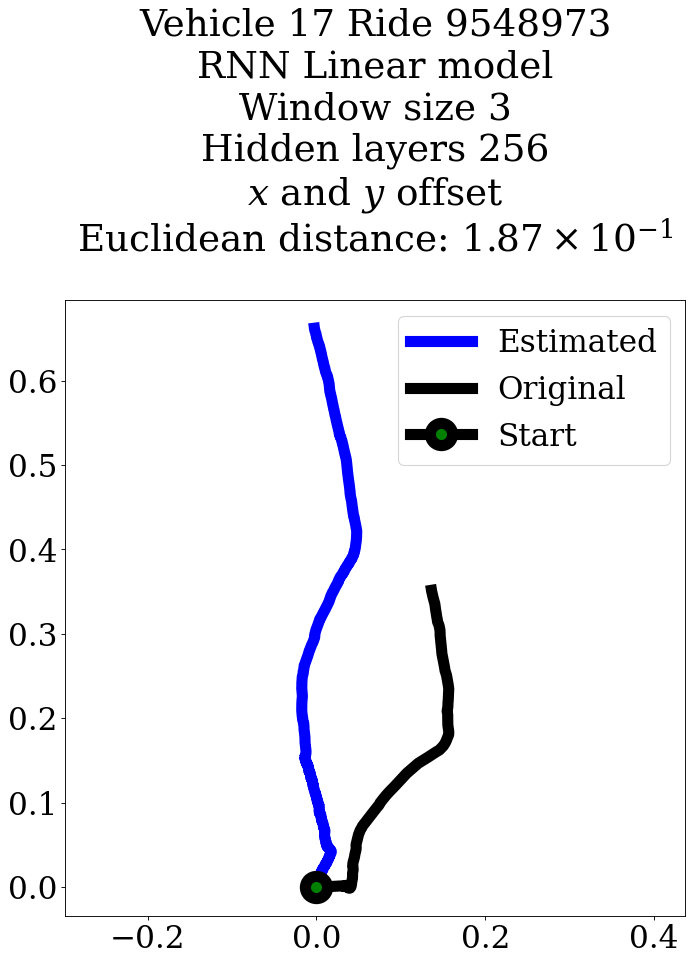 Vehicle 17 Ride 9548973
RNN Linear model
Window size 3
Hidden layers 256
x and y offset
Euclidean distance: 1.87 × 10⁻¹
Estimated
Original
Start
0.6
0.5
0.4
0.3
0.2
0.1
0.0
−0.2 0.0 0.2 0.4